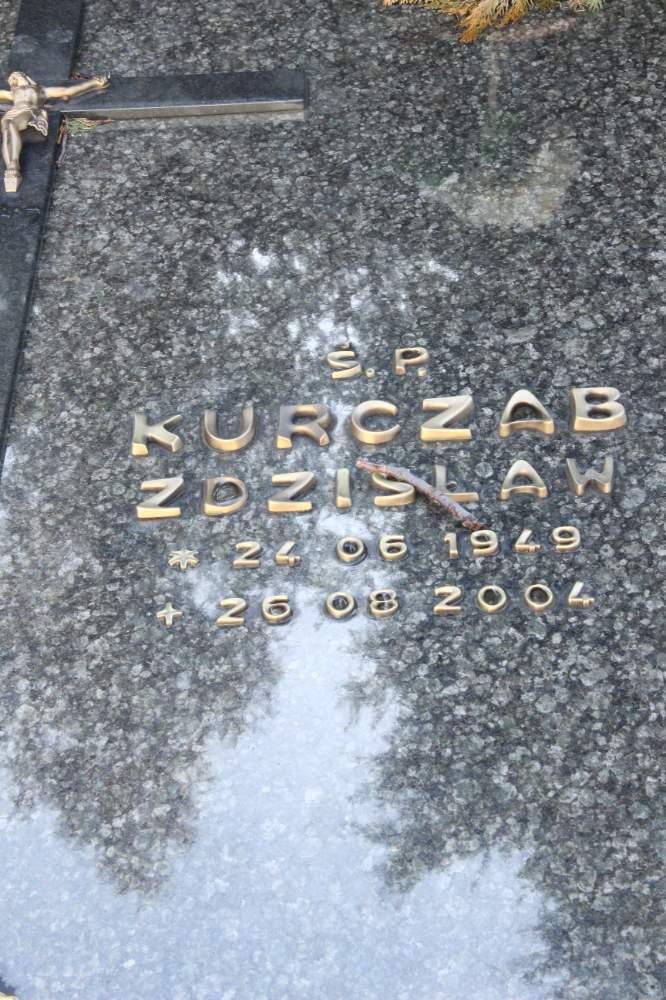 Ś. P.
KURCZAB
ZDZISŁAW
* 24 06 1949
+ 26 08 2004